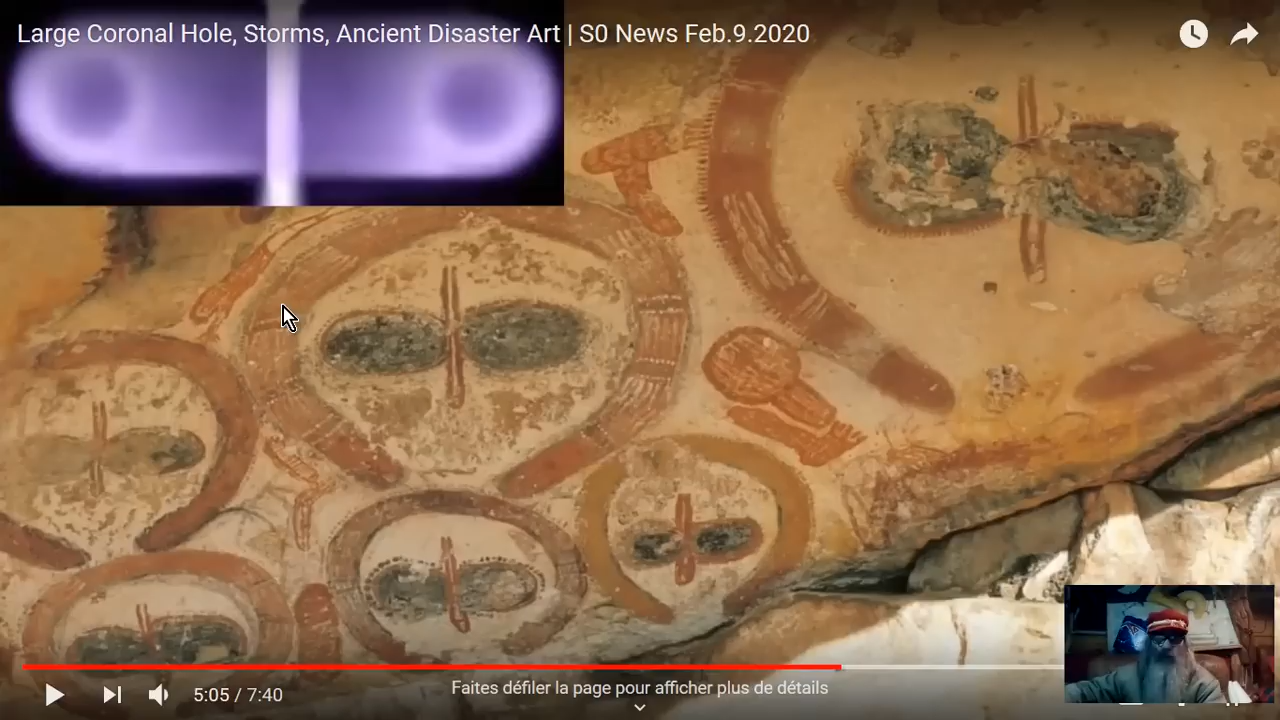 Large Coronal Hole, Storms, Ancient Disaster Art | S0 News Feb.9.2020
5:05 / 7:40
Faites défiler la page pour afficher plus de détails